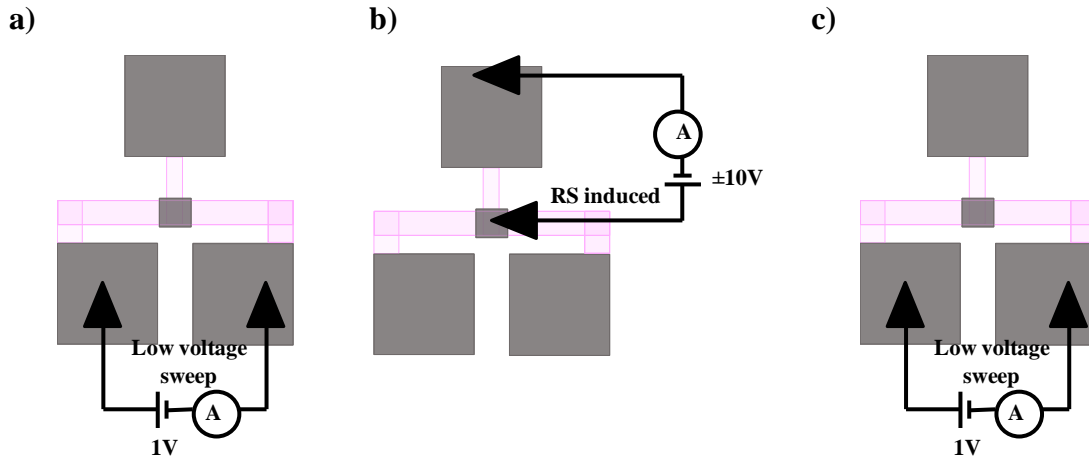 a)
Low voltage
sweep
A
1V
b)
A
±10V
RS induced
c)
Low voltage
sweep
A
1V